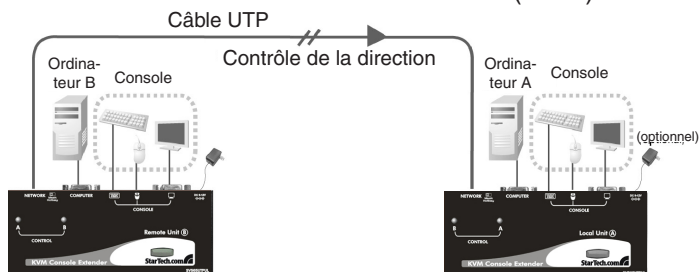 Câble UTP
Contrôle de la direction
Ordina-
teur B
Console
Ordina-
teur A
Console
(optionnel)
NETWORK
COMPUTER
CONSOLE
A
B
CONTROL
Remote Unit B
KVM Console Extender
StarTech.com
NETWORK
COMPUTER
CONSOLE
A
B
CONTROL
Local Unit A
KVM Console Extender
StarTech.com